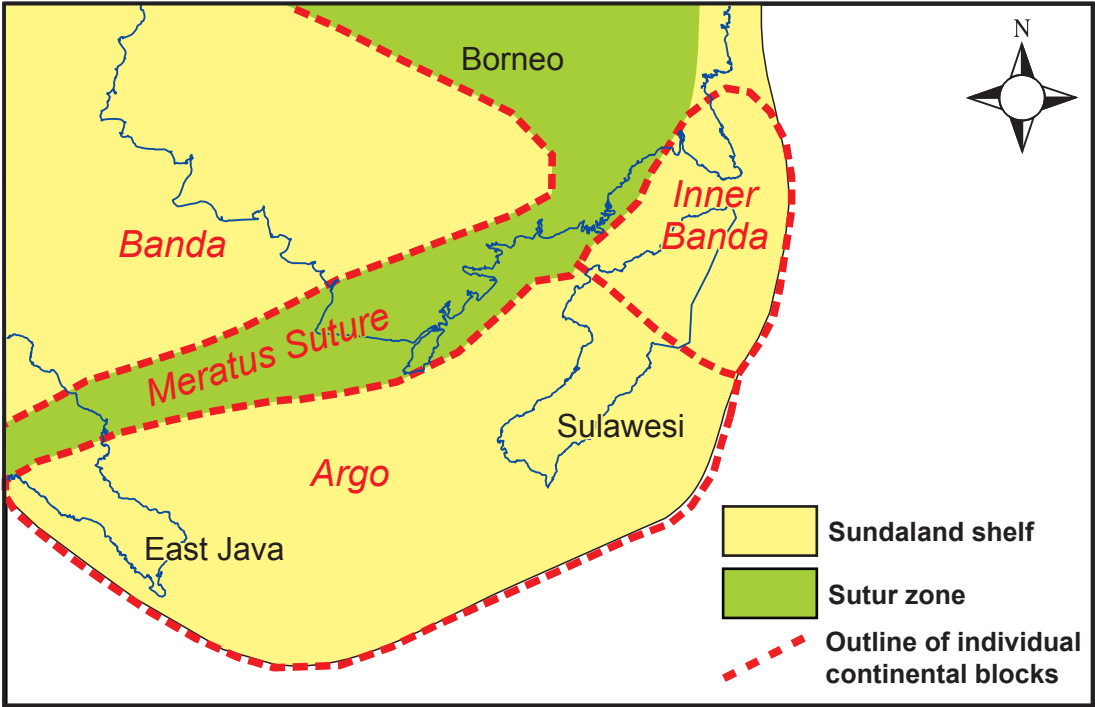 Borneo
N
Inner
Banda
Banda
Meratus Suture
Sulawesi
Argo
East Java
Sundaland shelf
Sutur zone
Outline of individual
continental blocks